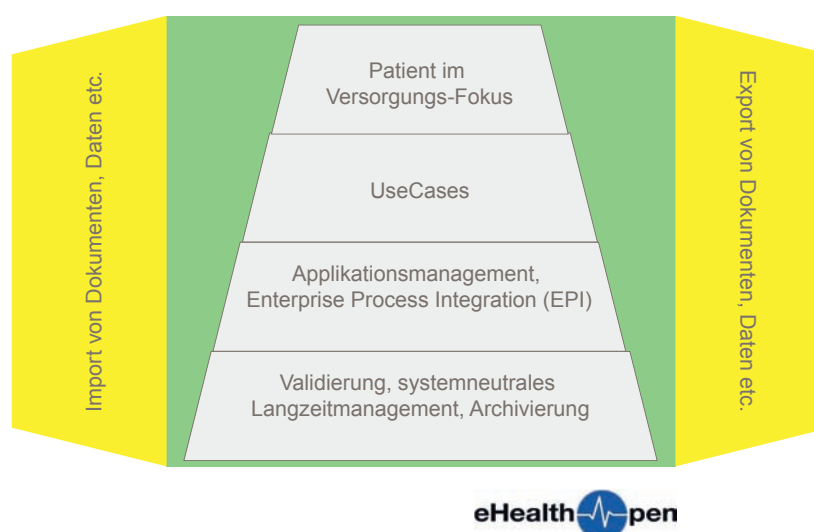 Import von Dokumenten, Daten etc.
Patient im
Versorgungs-Fokus
UseCases
Applikationsmanagement,
Enterprise Process Integration (EPI)
Validierung, systemneutrales
Langzeitmanagement, Archivierung
Export von Dokumenten, Daten etc.
eHealth pen